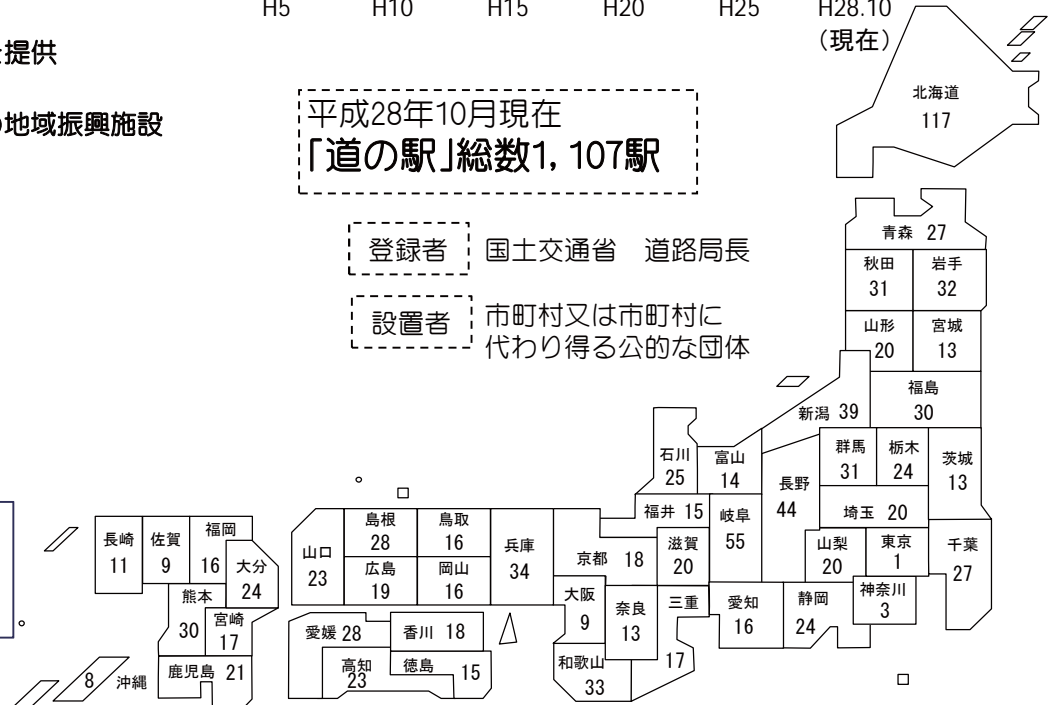 H5 H10 H15 H20 H25 H28.10
(現在)
提供
地域振興施設
平成28年10月現在
「道の駅」総数1,107駅
登録者 国土交通省 道路局長
設置者 市町村又は市町村に
代わり得る公的な団体
北海道
117
青森 27
秋田
31
岩手
32
山形
20
宮城
13
福島
30
新潟 39
石川
25
富山
14
群馬
31
栃木
24
茨城
13
長野
44
福井 15
岐阜
55
埼玉 20
山梨
20
東京
1
千葉
27
神奈川
3
静岡
24
愛知
16
滋賀
20
三重
17
京都 18
大阪
9
奈良
13
和歌山
33
兵庫
34
鳥取
16
島根
28
岡山
16
広島
19
山口
23
愛媛 28
香川 18
高知
23
徳島 15
福岡
16
佐賀
9
長崎
11
大分
24
熊本
30
宮崎
17
鹿児島 21
8 沖縄